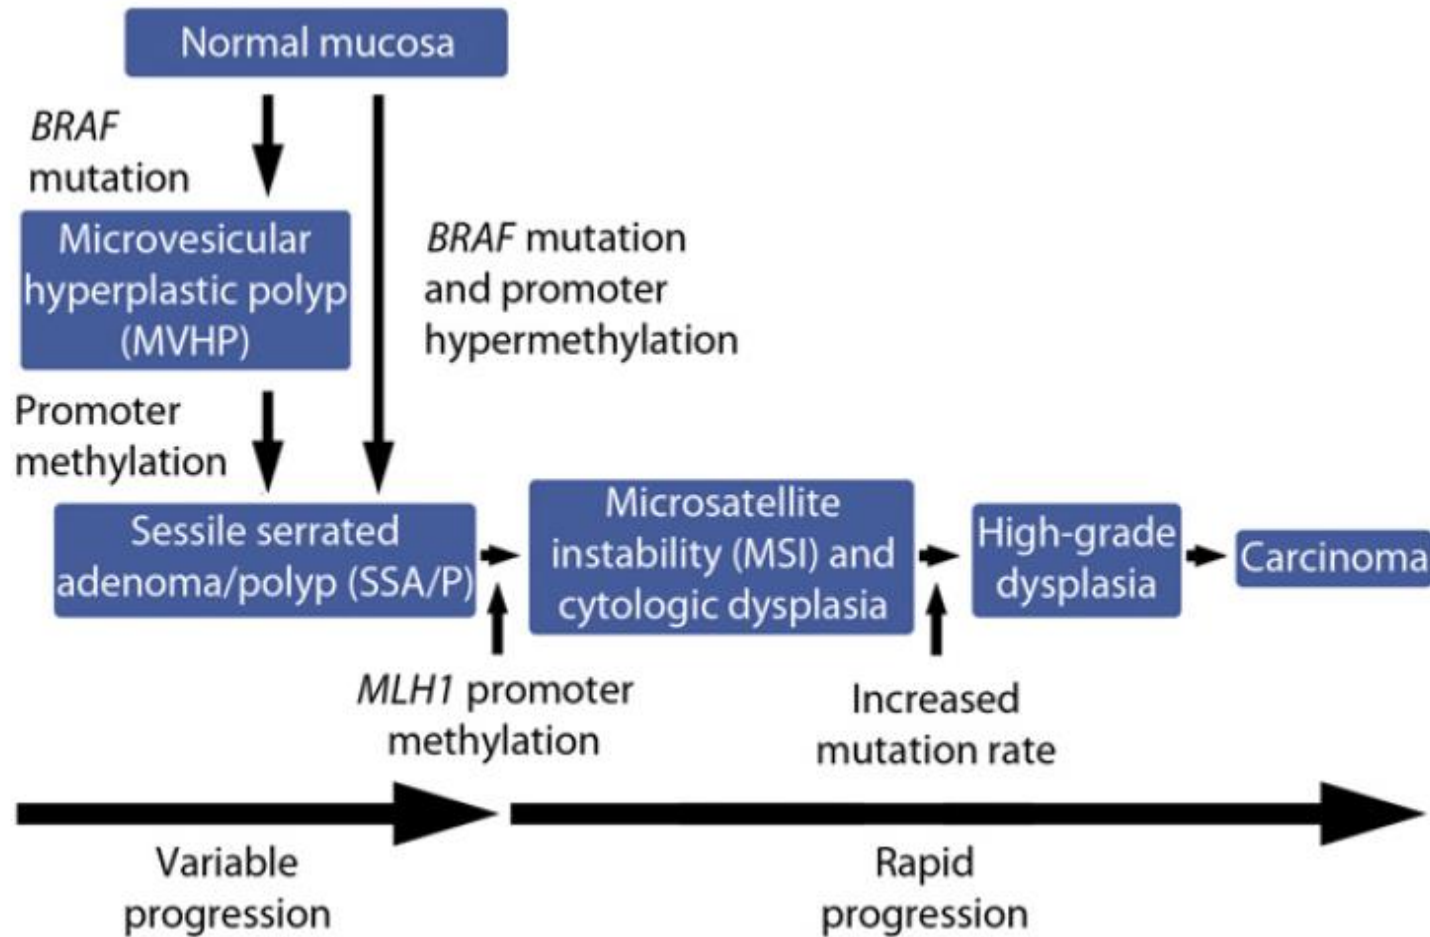 Normal mucosa
BRAF
mutation
Microvesicular
hyperplastic polyp
(MVHP)
BRAF mutation
and promoter
hypermethylation
Promoter
methylation
Sessile serrated
adenoma/polyp (SSA/P)
Microsatellite
instability (MSI) and
cytologic dysplasia
High-grade
dysplasia
Carcinoma
MLH1 promoter
methylation
Increased
mutation rate
Variable
progression
Rapid
progression